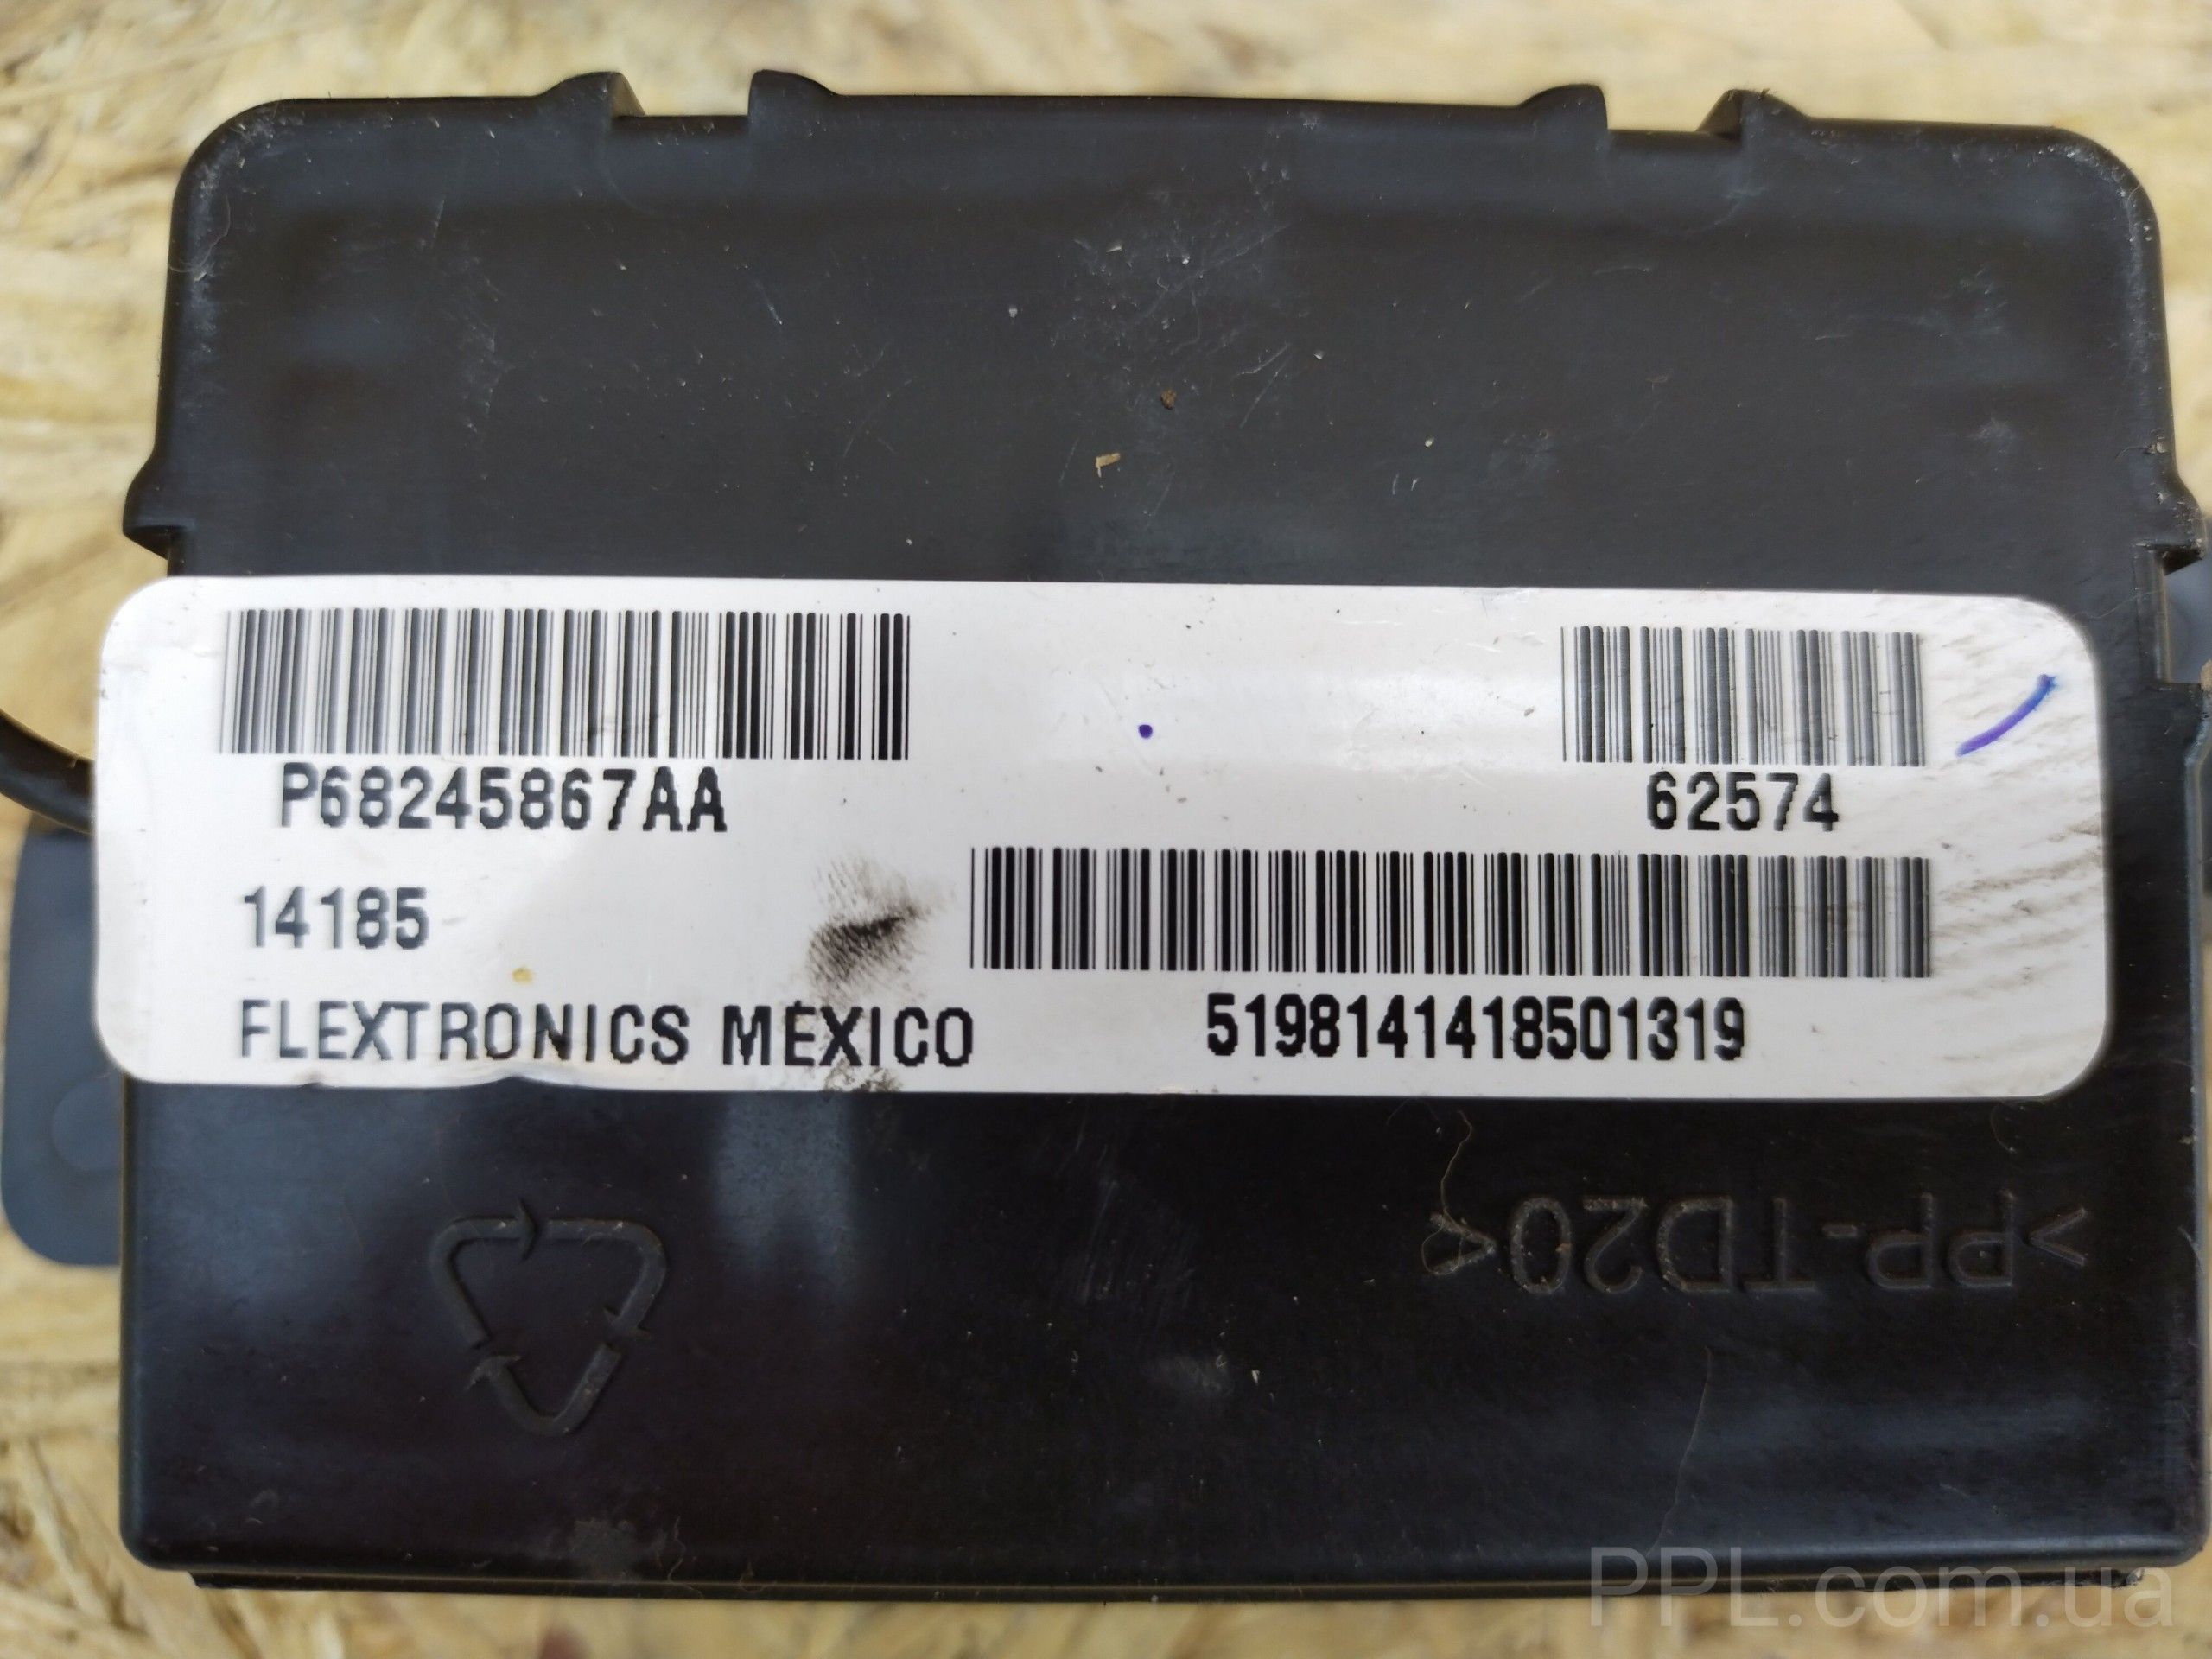 P68245867AA
62574
14185
FLEXTRONICS MEXICO
5198141418501319
>PP-TD20<
PPL.com.ua